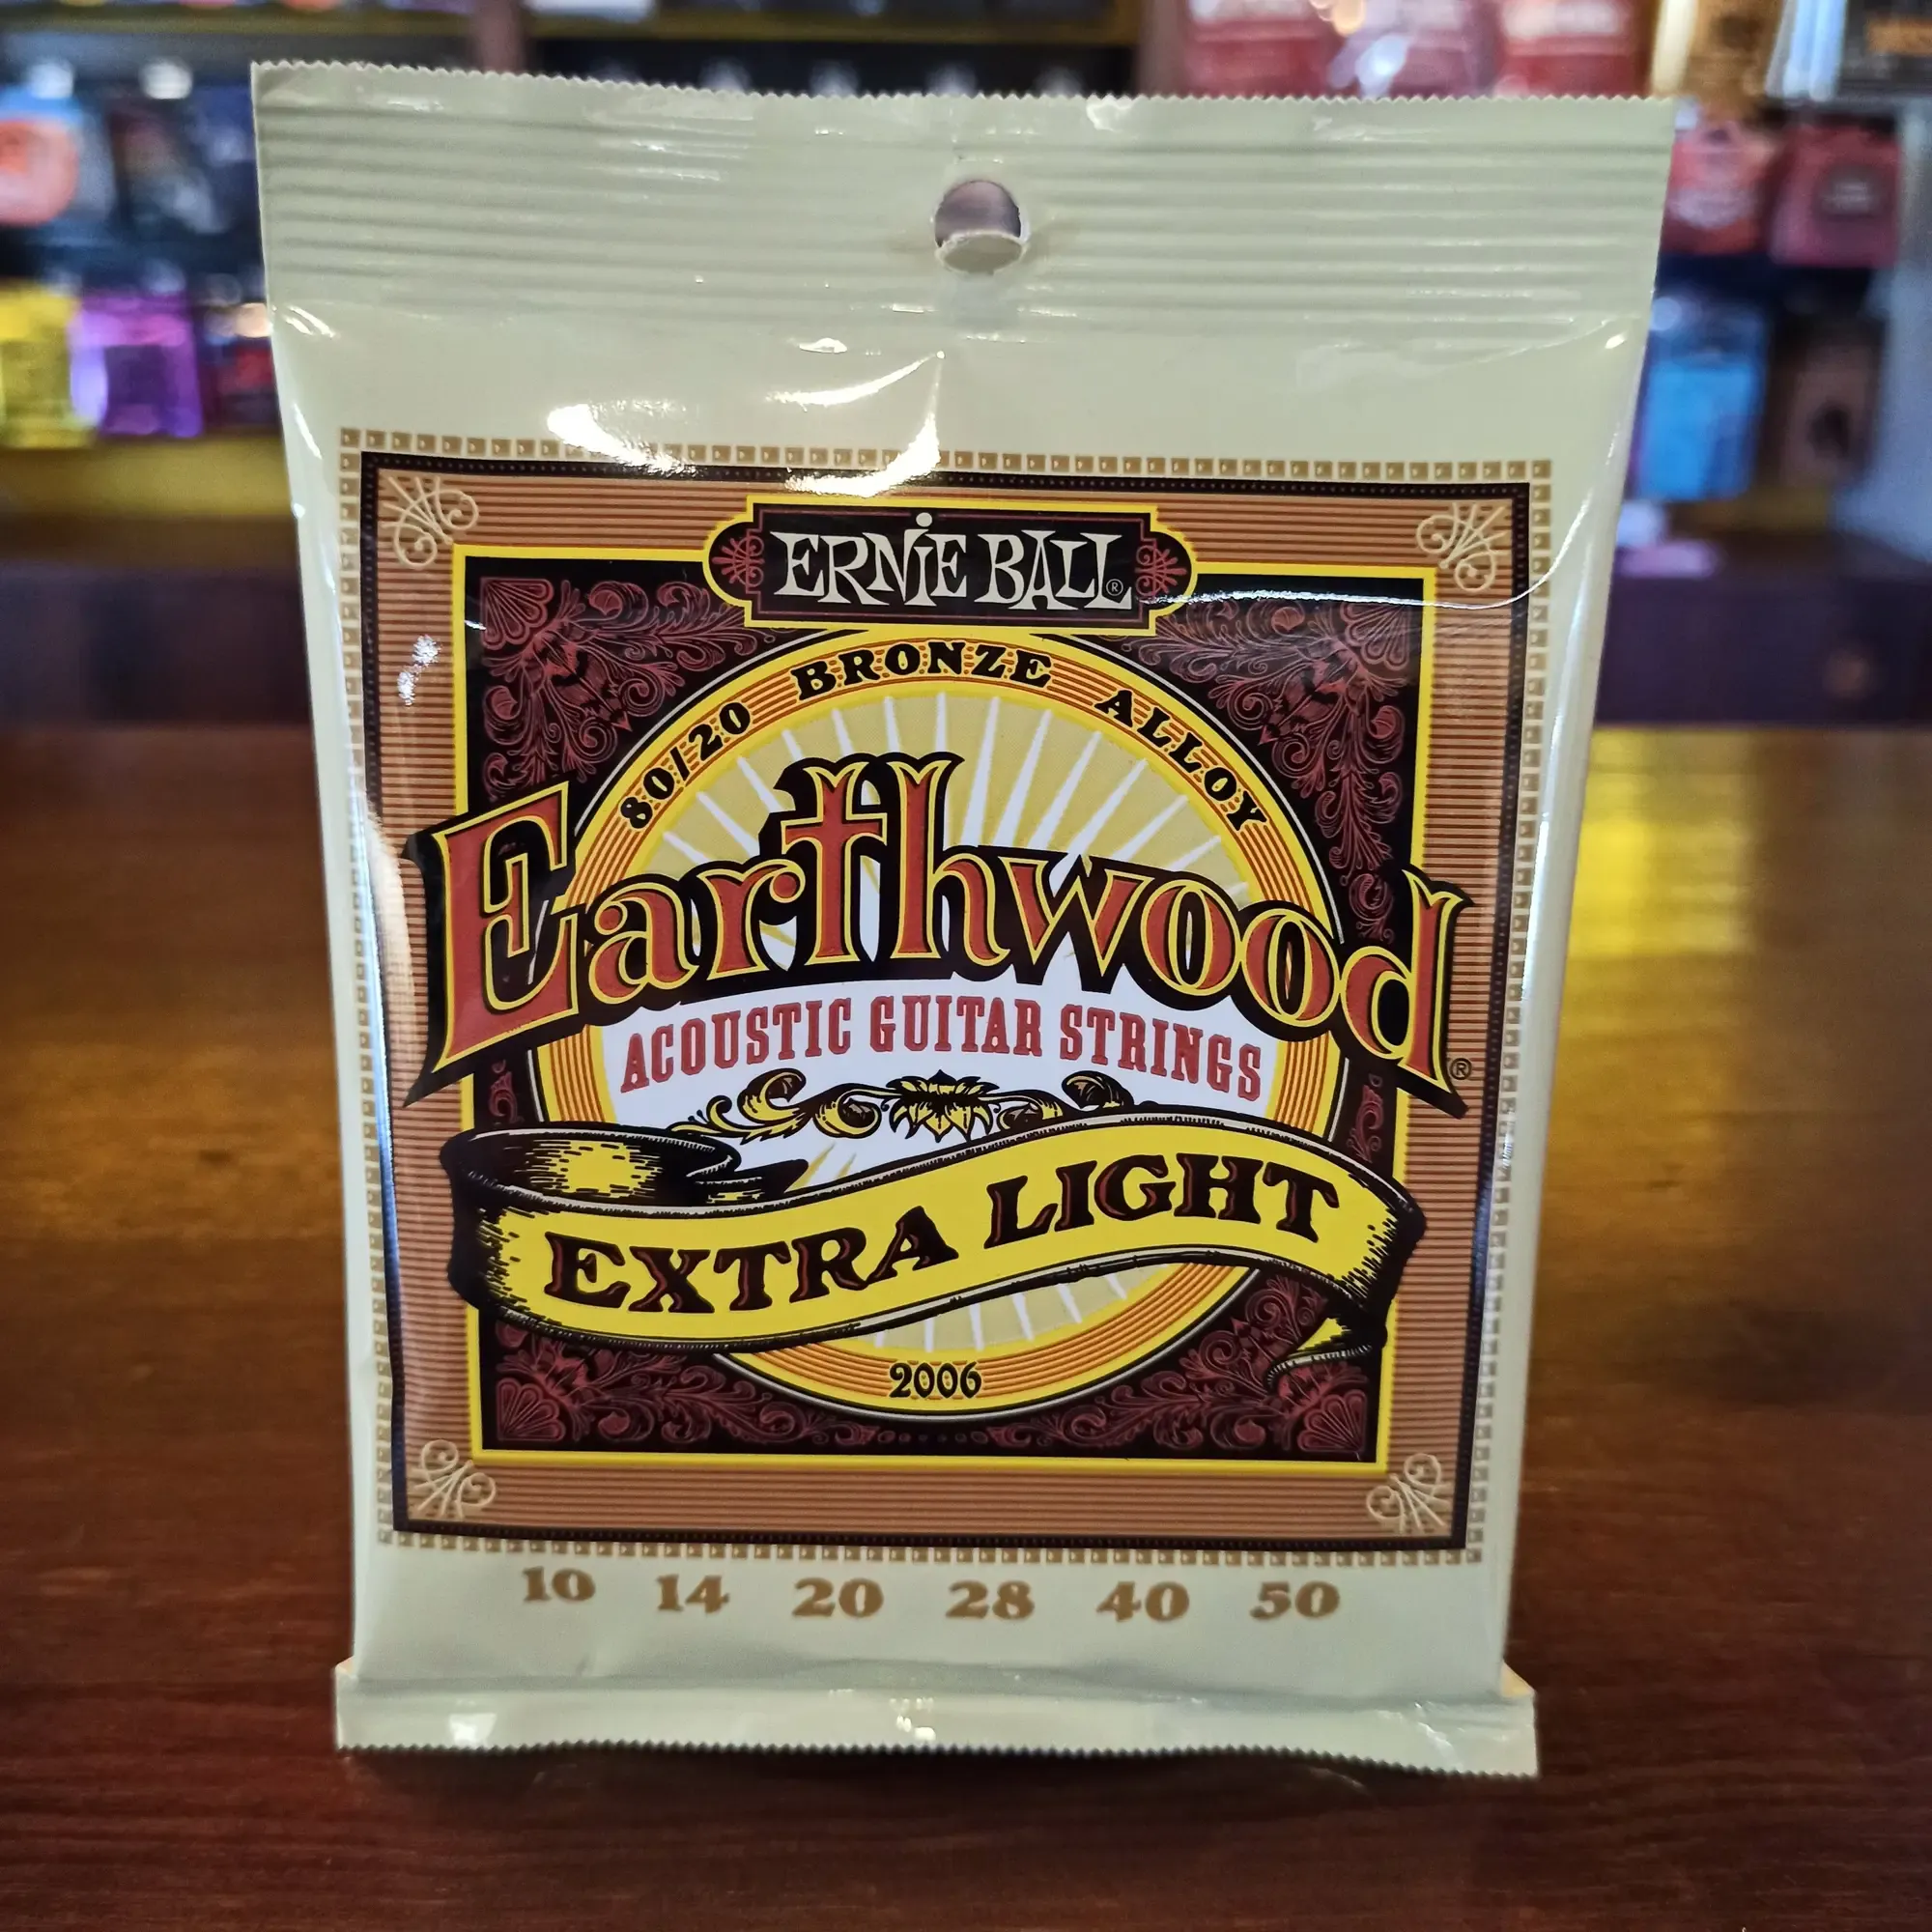 ERNIE BALL®
80/20 BRONZE ALLOY
Earthwood®
ACOUSTIC GUITAR STRINGS
EXTRA LIGHT
2006
10 14 20 28 40 50